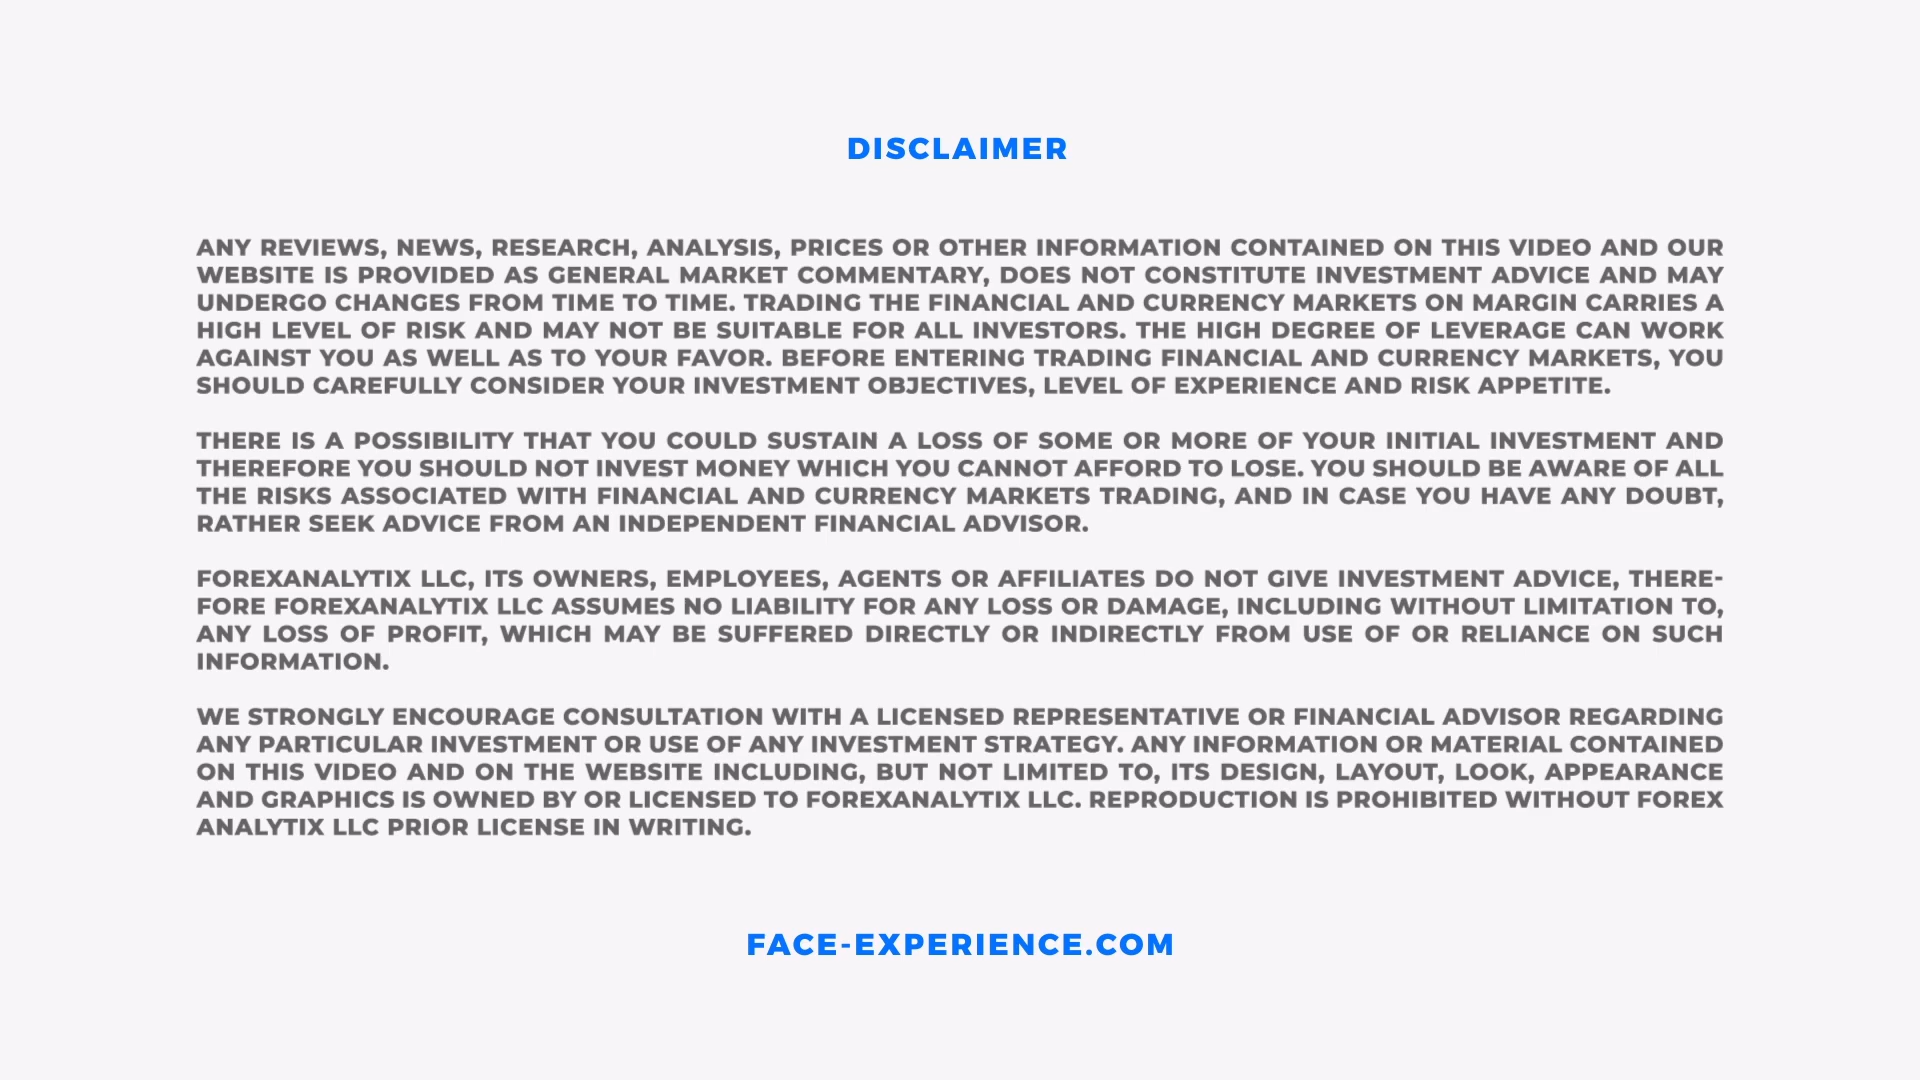 DISCLAIMER
ANY REVIEWS, NEWS, RESEARCH, ANALYSIS, PRICES OR OTHER INFORMATION CONTAINED ON THIS VIDEO AND OUR
WEBSITE IS PROVIDED AS GENERAL MARKET COMMENTARY, DOES NOT CONSTITUTE INVESTMENT ADVICE AND MAY
UNDERGO CHANGES FROM TIME TO TIME. TRADING THE FINANCIAL AND CURRENCY MARKETS ON MARGIN CARRIES A
HIGH LEVEL OF RISK AND MAY NOT BE SUITABLE FOR ALL INVESTORS. THE HIGH DEGREE OF LEVERAGE CAN WORK
AGAINST YOU AS WELL AS TO YOUR FAVOR. BEFORE ENTERING TRADING FINANCIAL AND CURRENCY MARKETS, YOU
SHOULD CAREFULLY CONSIDER YOUR INVESTMENT OBJECTIVES, LEVEL OF EXPERIENCE AND RISK APPETITE.
THERE IS A POSSIBILITY THAT YOU COULD SUSTAIN A LOSS OF SOME OR MORE OF YOUR INITIAL INVESTMENT AND
THEREFORE YOU SHOULD NOT INVEST MONEY WHICH YOU CANNOT AFFORD TO LOSE. YOU SHOULD BE AWARE OF ALL
THE RISKS ASSOCIATED WITH FINANCIAL AND CURRENCY MARKETS TRADING, AND IN CASE YOU HAVE ANY DOUBT,
RATHER SEEK ADVICE FROM AN INDEPENDENT FINANCIAL ADVISOR.
FOREXANALYTIX LLC, ITS OWNERS, EMPLOYEES, AGENTS OR AFFILIATES DO NOT GIVE INVESTMENT ADVICE, THERE-
FORE FOREXANALYTIX LLC ASSUMES NO LIABILITY FOR ANY LOSS OR DAMAGE, INCLUDING WITHOUT LIMITATION TO,
ANY LOSS OF PROFIT, WHICH MAY BE SUFFERED DIRECTLY OR INDIRECTLY FROM USE OF OR RELIANCE ON SUCH
INFORMATION.
WE STRONGLY ENCOURAGE CONSULTATION WITH A LICENSED REPRESENTATIVE OR FINANCIAL ADVISOR REGARDING
ANY PARTICULAR INVESTMENT OR USE OF ANY INVESTMENT STRATEGY. ANY INFORMATION OR MATERIAL CONTAINED
ON THIS VIDEO AND ON THE WEBSITE INCLUDING, BUT NOT LIMITED TO, ITS DESIGN, LAYOUT, LOOK, APPEARANCE
AND GRAPHICS IS OWNED BY OR LICENSED TO FOREXANALYTIX LLC. REPRODUCTION IS PROHIBITED WITHOUT FOREX
ANALYTIX LLC PRIOR LICENSE IN WRITING.
FACE-EXPERIENCE.COM